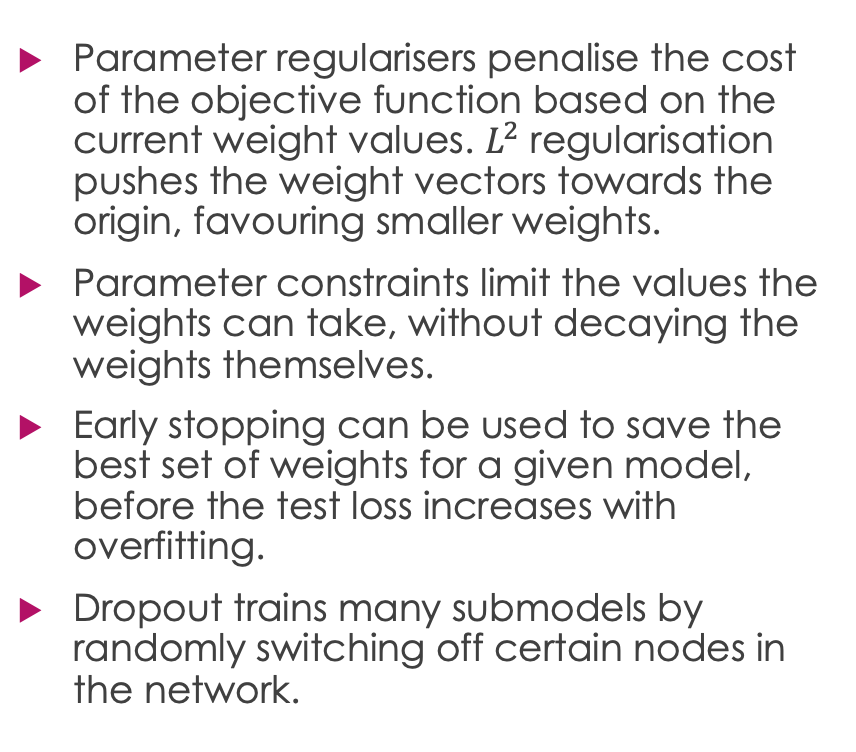 Parameter regularisers penalise the cost
of the objective function based on the
current weight values. L² regularisation
pushes the weight vectors towards the
origin, favouring smaller weights.
Parameter constraints limit the values the
weights can take, without decaying the
weights themselves.
Early stopping can be used to save the
best set of weights for a given model,
before the test loss increases with
overfitting.
Dropout trains many submodels by
randomly switching off certain nodes in
the network.